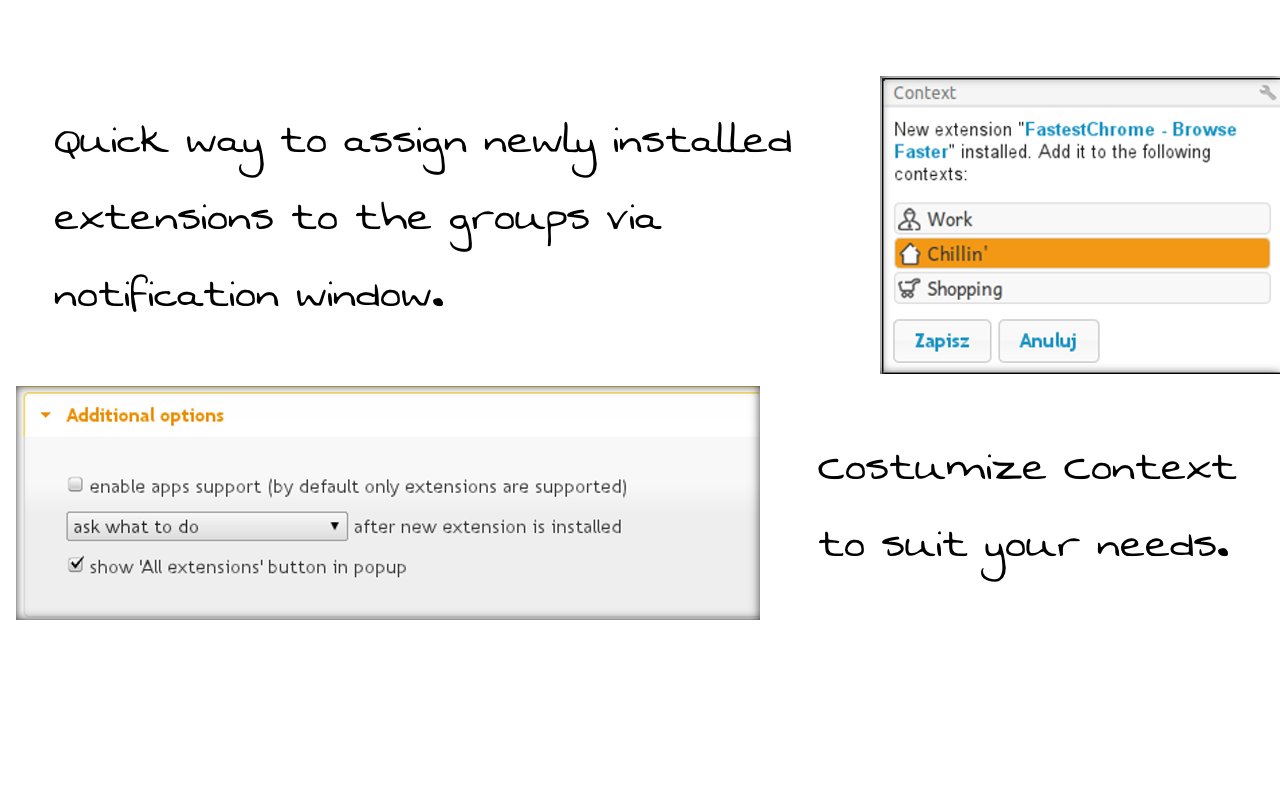 Quick way to assign newly installed
extensions to the groups via
notification window.
Context
New extension "FastestChrome - Browse
Faster" installed. Add it to the following
contexts:
Work
Chillin'
Shopping
Zapisz Anuluj
Additional options
enable apps support (by default only extensions are supported)
ask what to do ▼ after new extension is installed
show 'All extensions' button in popup
Costumize Context
to suit your needs.